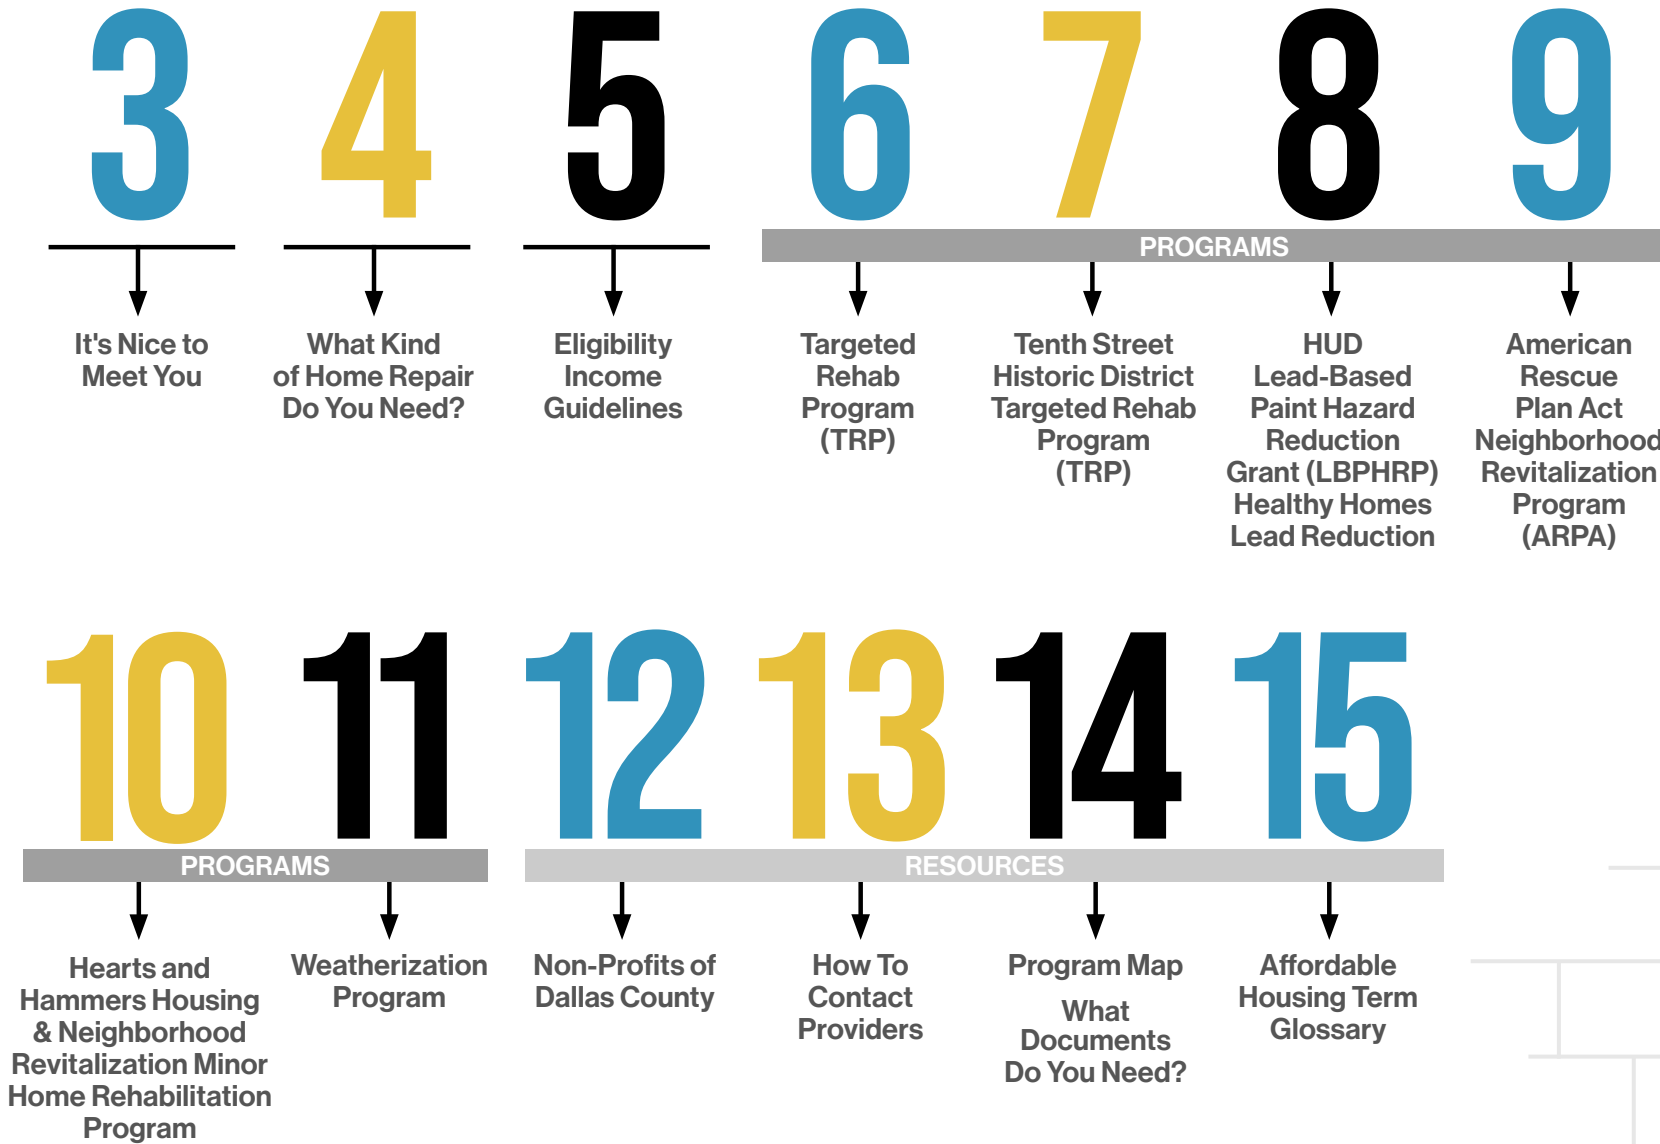 3
4
5
6
7
8
9
PROGRAMS
It's Nice to
Meet You
What Kind
of Home Repair
Do You Need?
Eligibility
Income
Guidelines
Targeted
Rehab
Program
(TRP)
Tenth Street
Historic District
Targeted Rehab
Program
(TRP)
HUD
Lead-Based
Paint Hazard
Reduction
Grant (LBPHRP)
Healthy Homes
Lead Reduction
American
Rescue
Plan Act
Neighborhood
Revitalization
Program
(ARPA)
10
11
12
13
14
15
PROGRAMS
RESOURCES
Hearts and
Hammers Housing
& Neighborhood
Revitalization Minor
Home Rehabilitation
Program
Weatherization
Program
Non-Profits of
Dallas County
How To
Contact
Providers
Program Map
What
Documents
Do You Need?
Affordable
Housing Term
Glossary